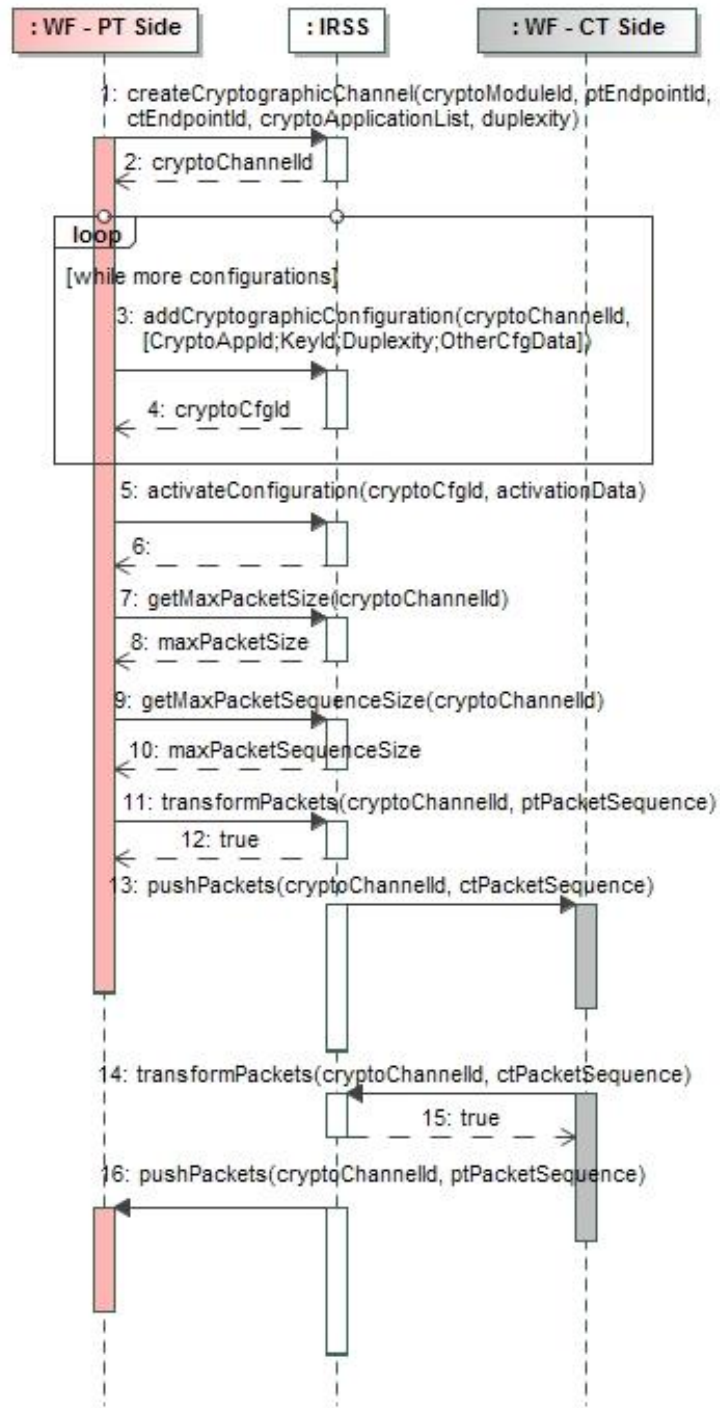 : WF - PT Side
: IRSS
: WF - CT Side
1: createCryptographicChannel(cryptoModuleId, ptEndpointId,
ctEndpointId, cryptoApplicationList, duplexity)
2: cryptoChannelId
loop
[while more configurations]
3: addCryptographicConfiguration(cryptoChannelId,
[CryptoAppId;KeyId;Duplexity;OtherCfgData])
4: cryptoCfgId
5: activateConfiguration(cryptoCfgId, activationData)
6:
7: getMaxPacketSize(cryptoChannelId)
8: maxPacketSize
9: getMaxPacketSequenceSize(cryptoChannelId)
10: maxPacketSequenceSize
11: transformPackets(cryptoChannelId, ptPacketSequence)
12: true
13: pushPackets(cryptoChannelId, ctPacketSequence)
14: transformPackets(cryptoChannelId, ctPacketSequence)
15: true
16: pushPackets(cryptoChannelId, ptPacketSequence)